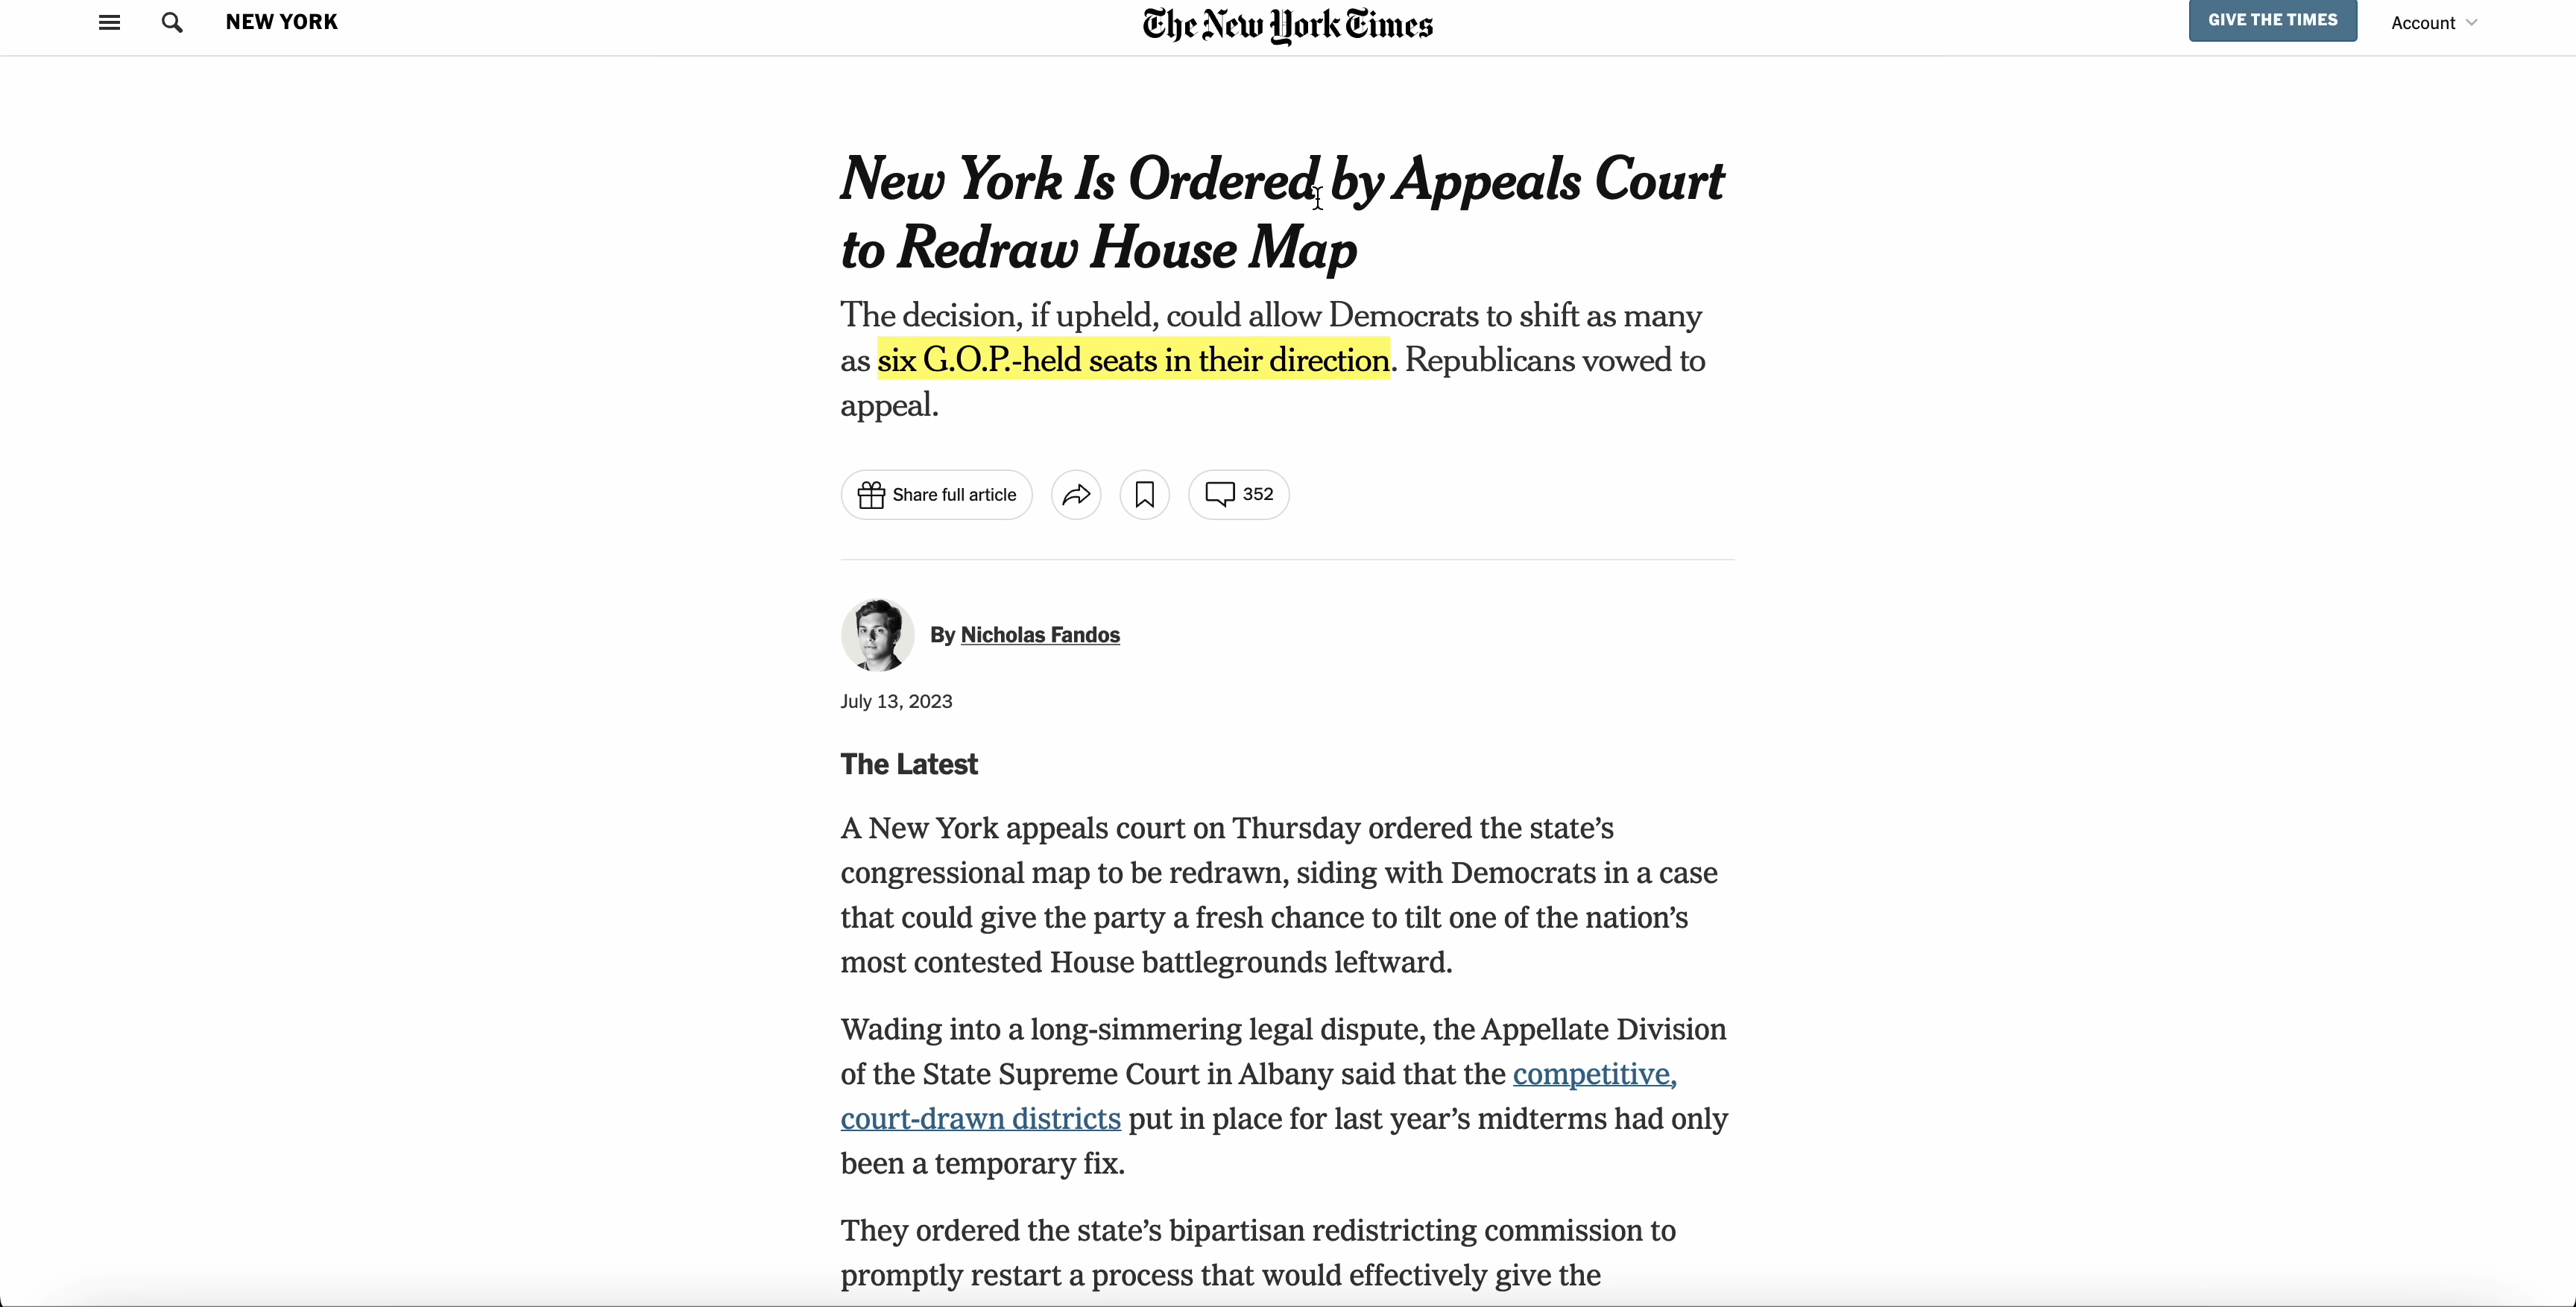 NEW YORK
The New York Times
GIVE THE TIMES
Account
New York Is Ordered by Appeals Court
to Redraw House Map
The decision, if upheld, could allow Democrats to shift as many
as six G.O.P.-held seats in their direction. Republicans vowed to
appeal.
Share full article
352
By Nicholas Fandos
July 13, 2023
The Latest
A New York appeals court on Thursday ordered the state’s
congressional map to be redrawn, siding with Democrats in a case
that could give the party a fresh chance to tilt one of the nation’s
most contested House battlegrounds leftward.
Wading into a long-simmering legal dispute, the Appellate Division
of the State Supreme Court in Albany said that the competitive,
court-drawn districts put in place for last year’s midterms had only
been a temporary fix.
They ordered the state’s bipartisan redistricting commission to
promptly restart a process that would effectively give the